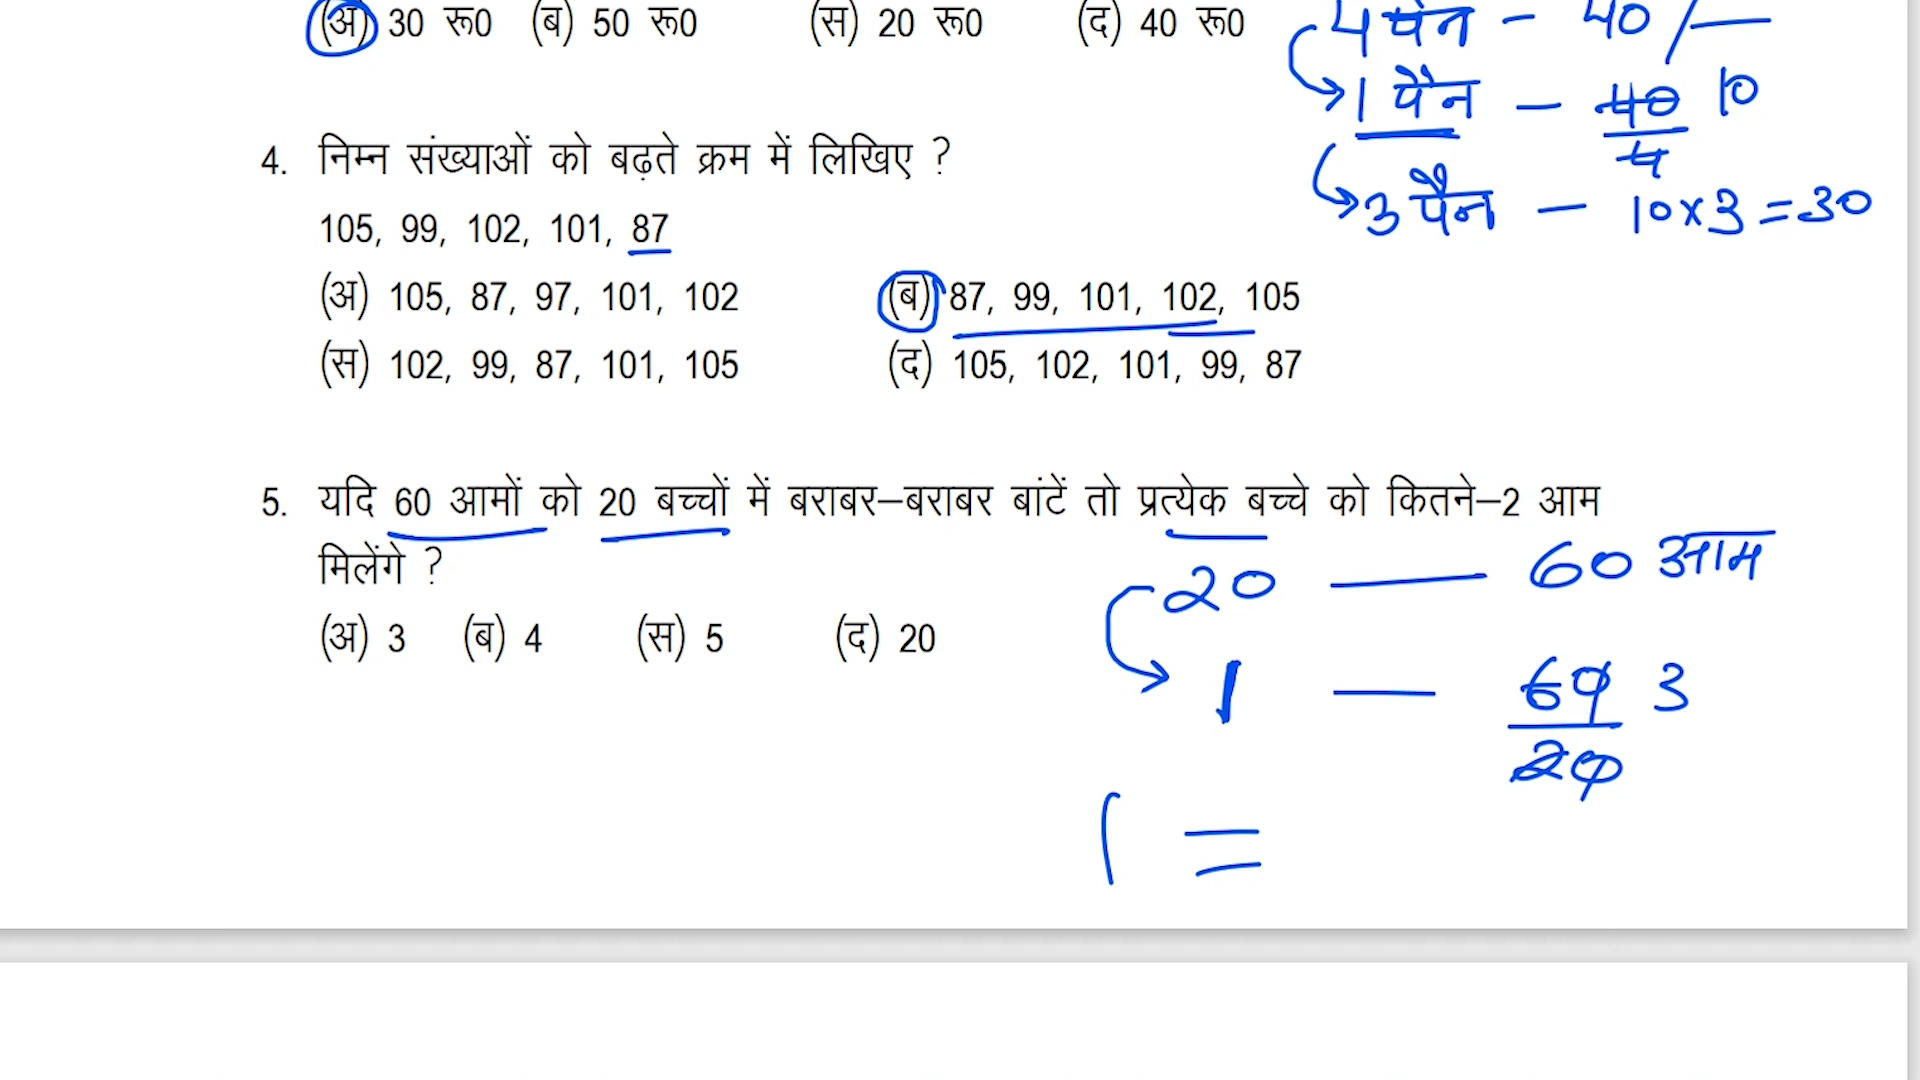 (अ) 30 रू0 (ब) 50 रू0 (स) 20 रू0 (द) 40 रू0
4 पैन - 40/-
1 पैन - 40/4 10
3 पैन - 10×3=30
4. निम्न संख्याओं को बढ़ते क्रम में लिखिए ?
105, 99, 102, 101, 87
(अ) 105, 87, 97, 101, 102 (ब) 87, 99, 101, 102, 105
(स) 102, 99, 87, 101, 105 (द) 105, 102, 101, 99, 87
5. यदि 60 आमों को 20 बच्चों में बराबर–बराबर बांटें तो प्रत्येक बच्चे को कितने–2 आम
मिलेंगे ?
(अ) 3 (ब) 4 (स) 5 (द) 20
20 — 60 आम
1 — 60/20 3
1 =